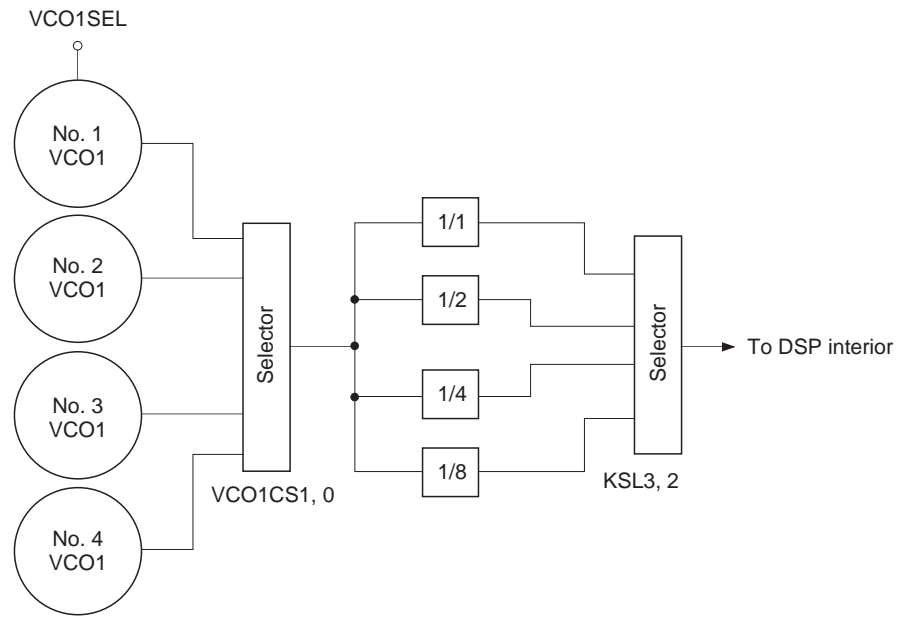 VCO1SEL
No. 1
VCO1
No. 2
VCO1
No. 3
VCO1
No. 4
VCO1
Selector
VCO1CS1, 0
1/1
1/2
1/4
1/8
Selector
KSL3, 2
To DSP interior